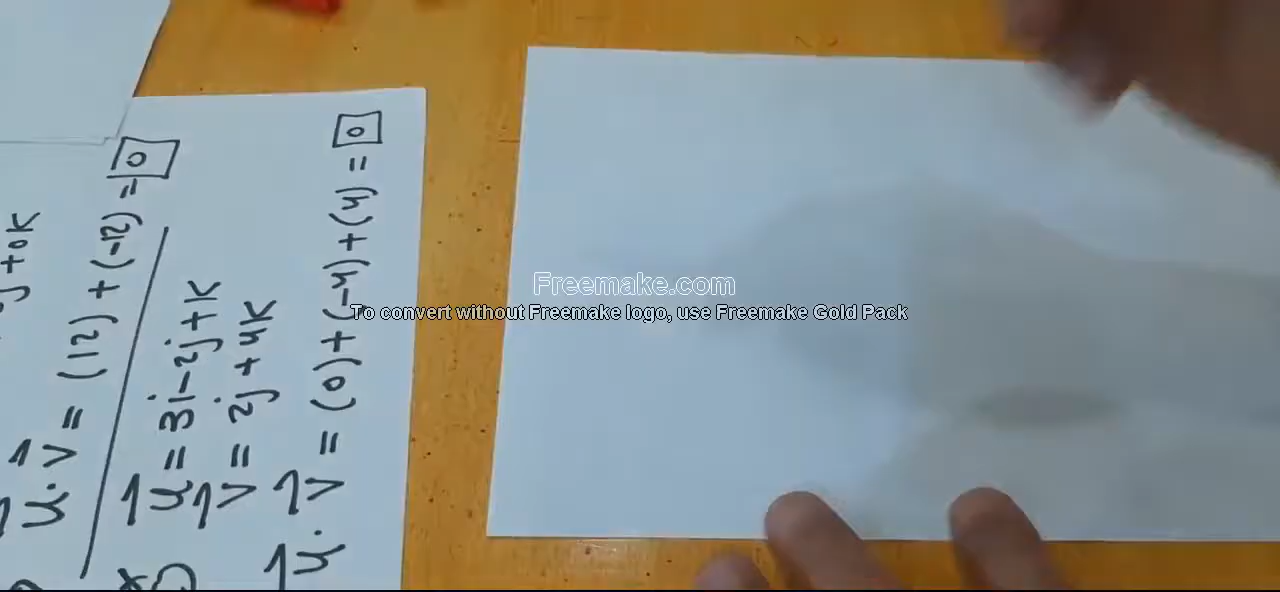 +0K
u⃗·v⃗ = (12)+(-12) = 0
u⃗ = 3i-2j+K
v⃗ = 2j+4K
u⃗·v⃗ = (0)+(-4)+(4) = 0
Freemake.com
To convert without Freemake logo, use Freemake Gold Pack